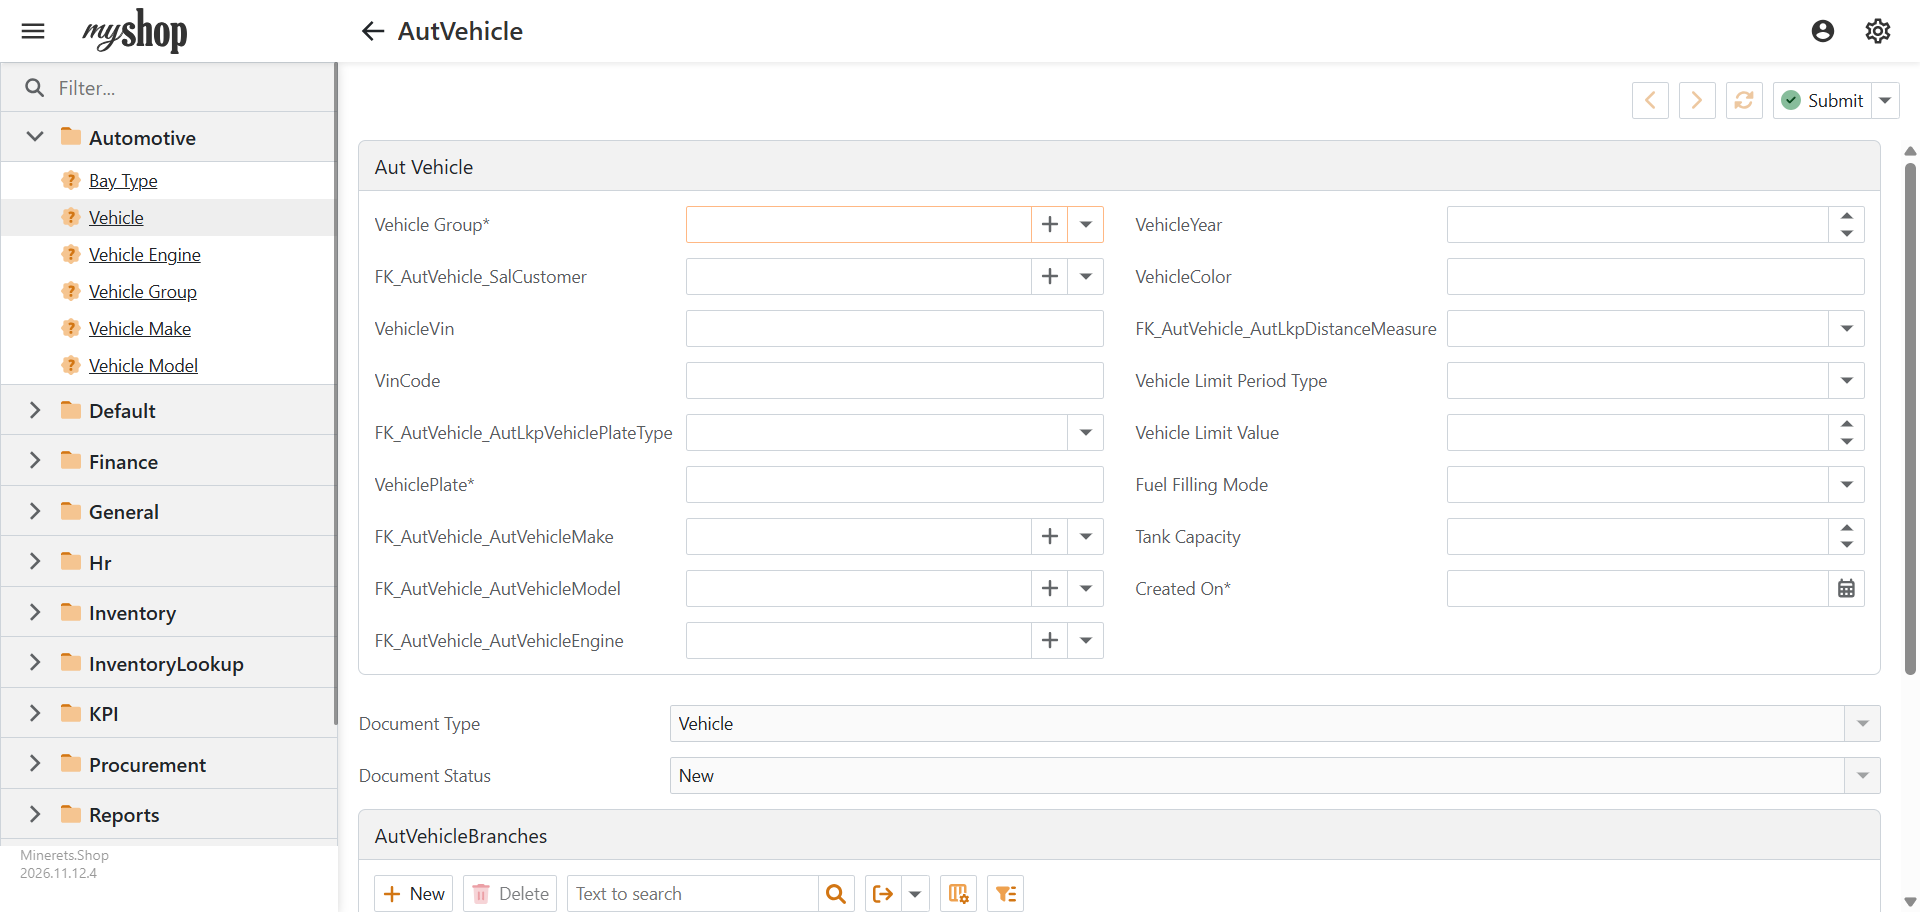 myshop
AutVehicle
Filter...
Automotive
Bay Type
Vehicle
Vehicle Engine
Vehicle Group
Vehicle Make
Vehicle Model
Default
Finance
General
Hr
Inventory
InventoryLookup
KPI
Procurement
Reports
Minerets.Shop
2026.11.12.4
Submit
Aut Vehicle
Vehicle Group*
FK_AutVehicle_SalCustomer
VehicleVin
VinCode
FK_AutVehicle_AutLkpVehiclePlateType
VehiclePlate*
FK_AutVehicle_AutVehicleMake
FK_AutVehicle_AutVehicleModel
FK_AutVehicle_AutVehicleEngine
VehicleYear
VehicleColor
FK_AutVehicle_AutLkpDistanceMeasure
Vehicle Limit Period Type
Vehicle Limit Value
Fuel Filling Mode
Tank Capacity
Created On*
Document Type
Vehicle
Document Status
New
AutVehicleBranches
New
Delete
Text to search